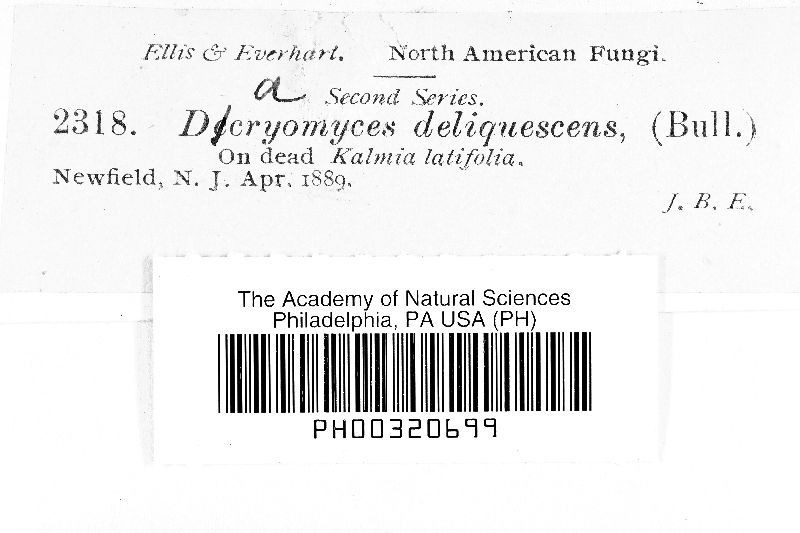 Ellis & Everhart. North American Fungi.
a Second Series.
2318. Dicryomyces deliquescens, (Bull.)
On dead Kalmia latifolia.
Newfield, N. J. Apr. 1889.
J. B. E.
The Academy of Natural Sciences
Philadelphia, PA USA (PH)
PH00320699